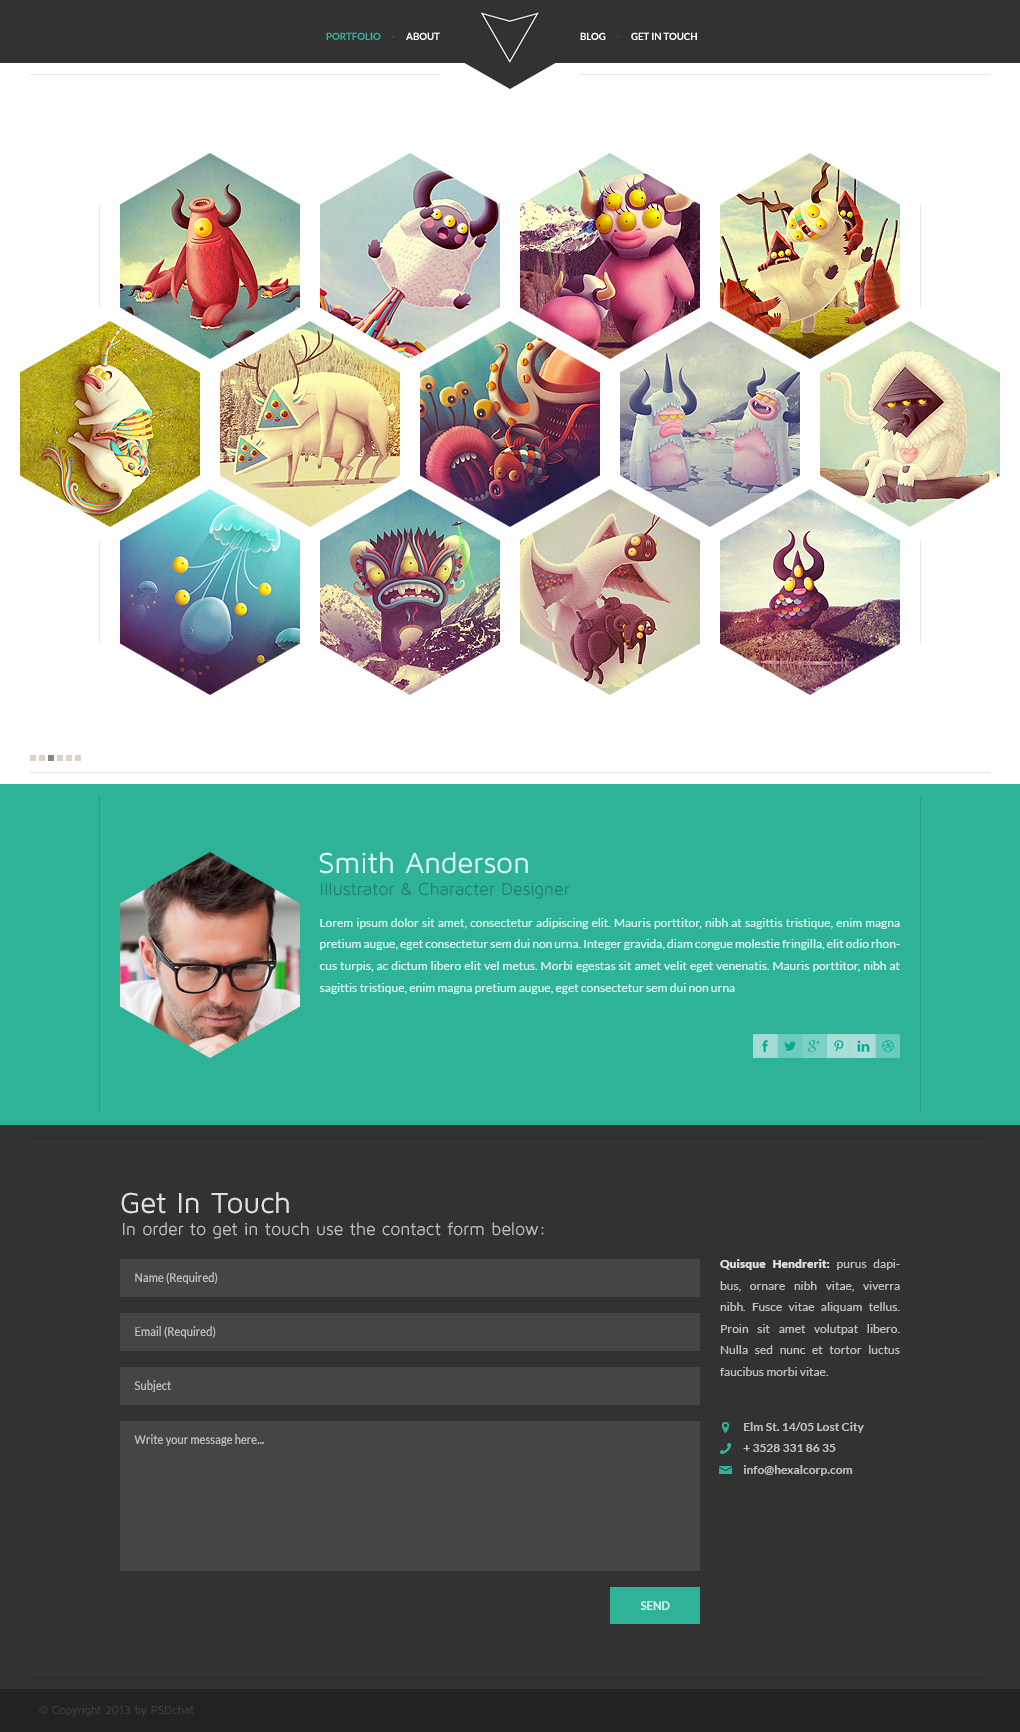 PORTFOLIO · ABOUT
BLOG · GET IN TOUCH
Smith Anderson
Illustrator & Character Designer
Lorem ipsum dolor sit amet, consectetur adipiscing elit. Mauris porttitor, nibh at sagittis tristique, enim magna
pretium augue, eget consectetur sem dui non urna. Integer gravida, diam congue molestie fringilla, elit odio rhon-
cus turpis, ac dictum libero elit vel metus. Morbi egestas sit amet velit eget venenatis. Mauris porttitor, nibh at
sagittis tristique, enim magna pretium augue, eget consectetur sem dui non urna
Get In Touch
In order to get in touch use the contact form below:
Name (Required)
Email (Required)
Subject
Write your message here...
SEND
Quisque Hendrerit: purus dapi-
bus, ornare nibh vitae, viverra
nibh. Fusce vitae aliquam tellus.
Proin sit amet volutpat libero.
Nulla sed nunc et tortor luctus
faucibus morbi vitae.
Elm St. 14/05 Lost City
+ 3528 331 86 35
info@hexalcorp.com
© Copyright 2013 by PSDchat